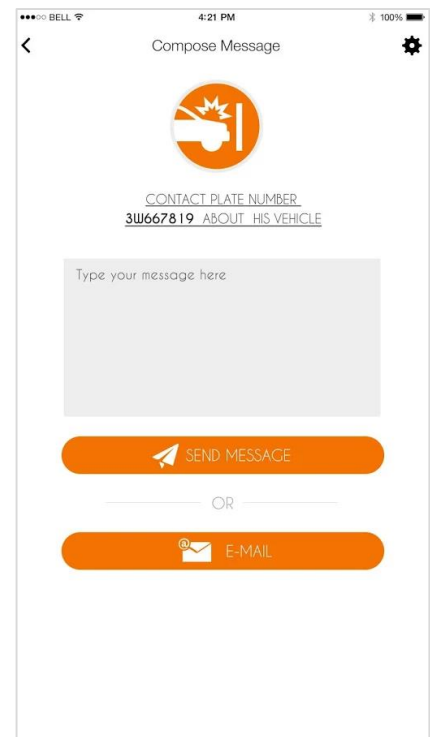 BELL 4:21 PM 100%
Compose Message
CONTACT PLATE NUMBER
3W667819 ABOUT HIS VEHICLE
Type your message here
SEND MESSAGE
OR
@ E-MAIL